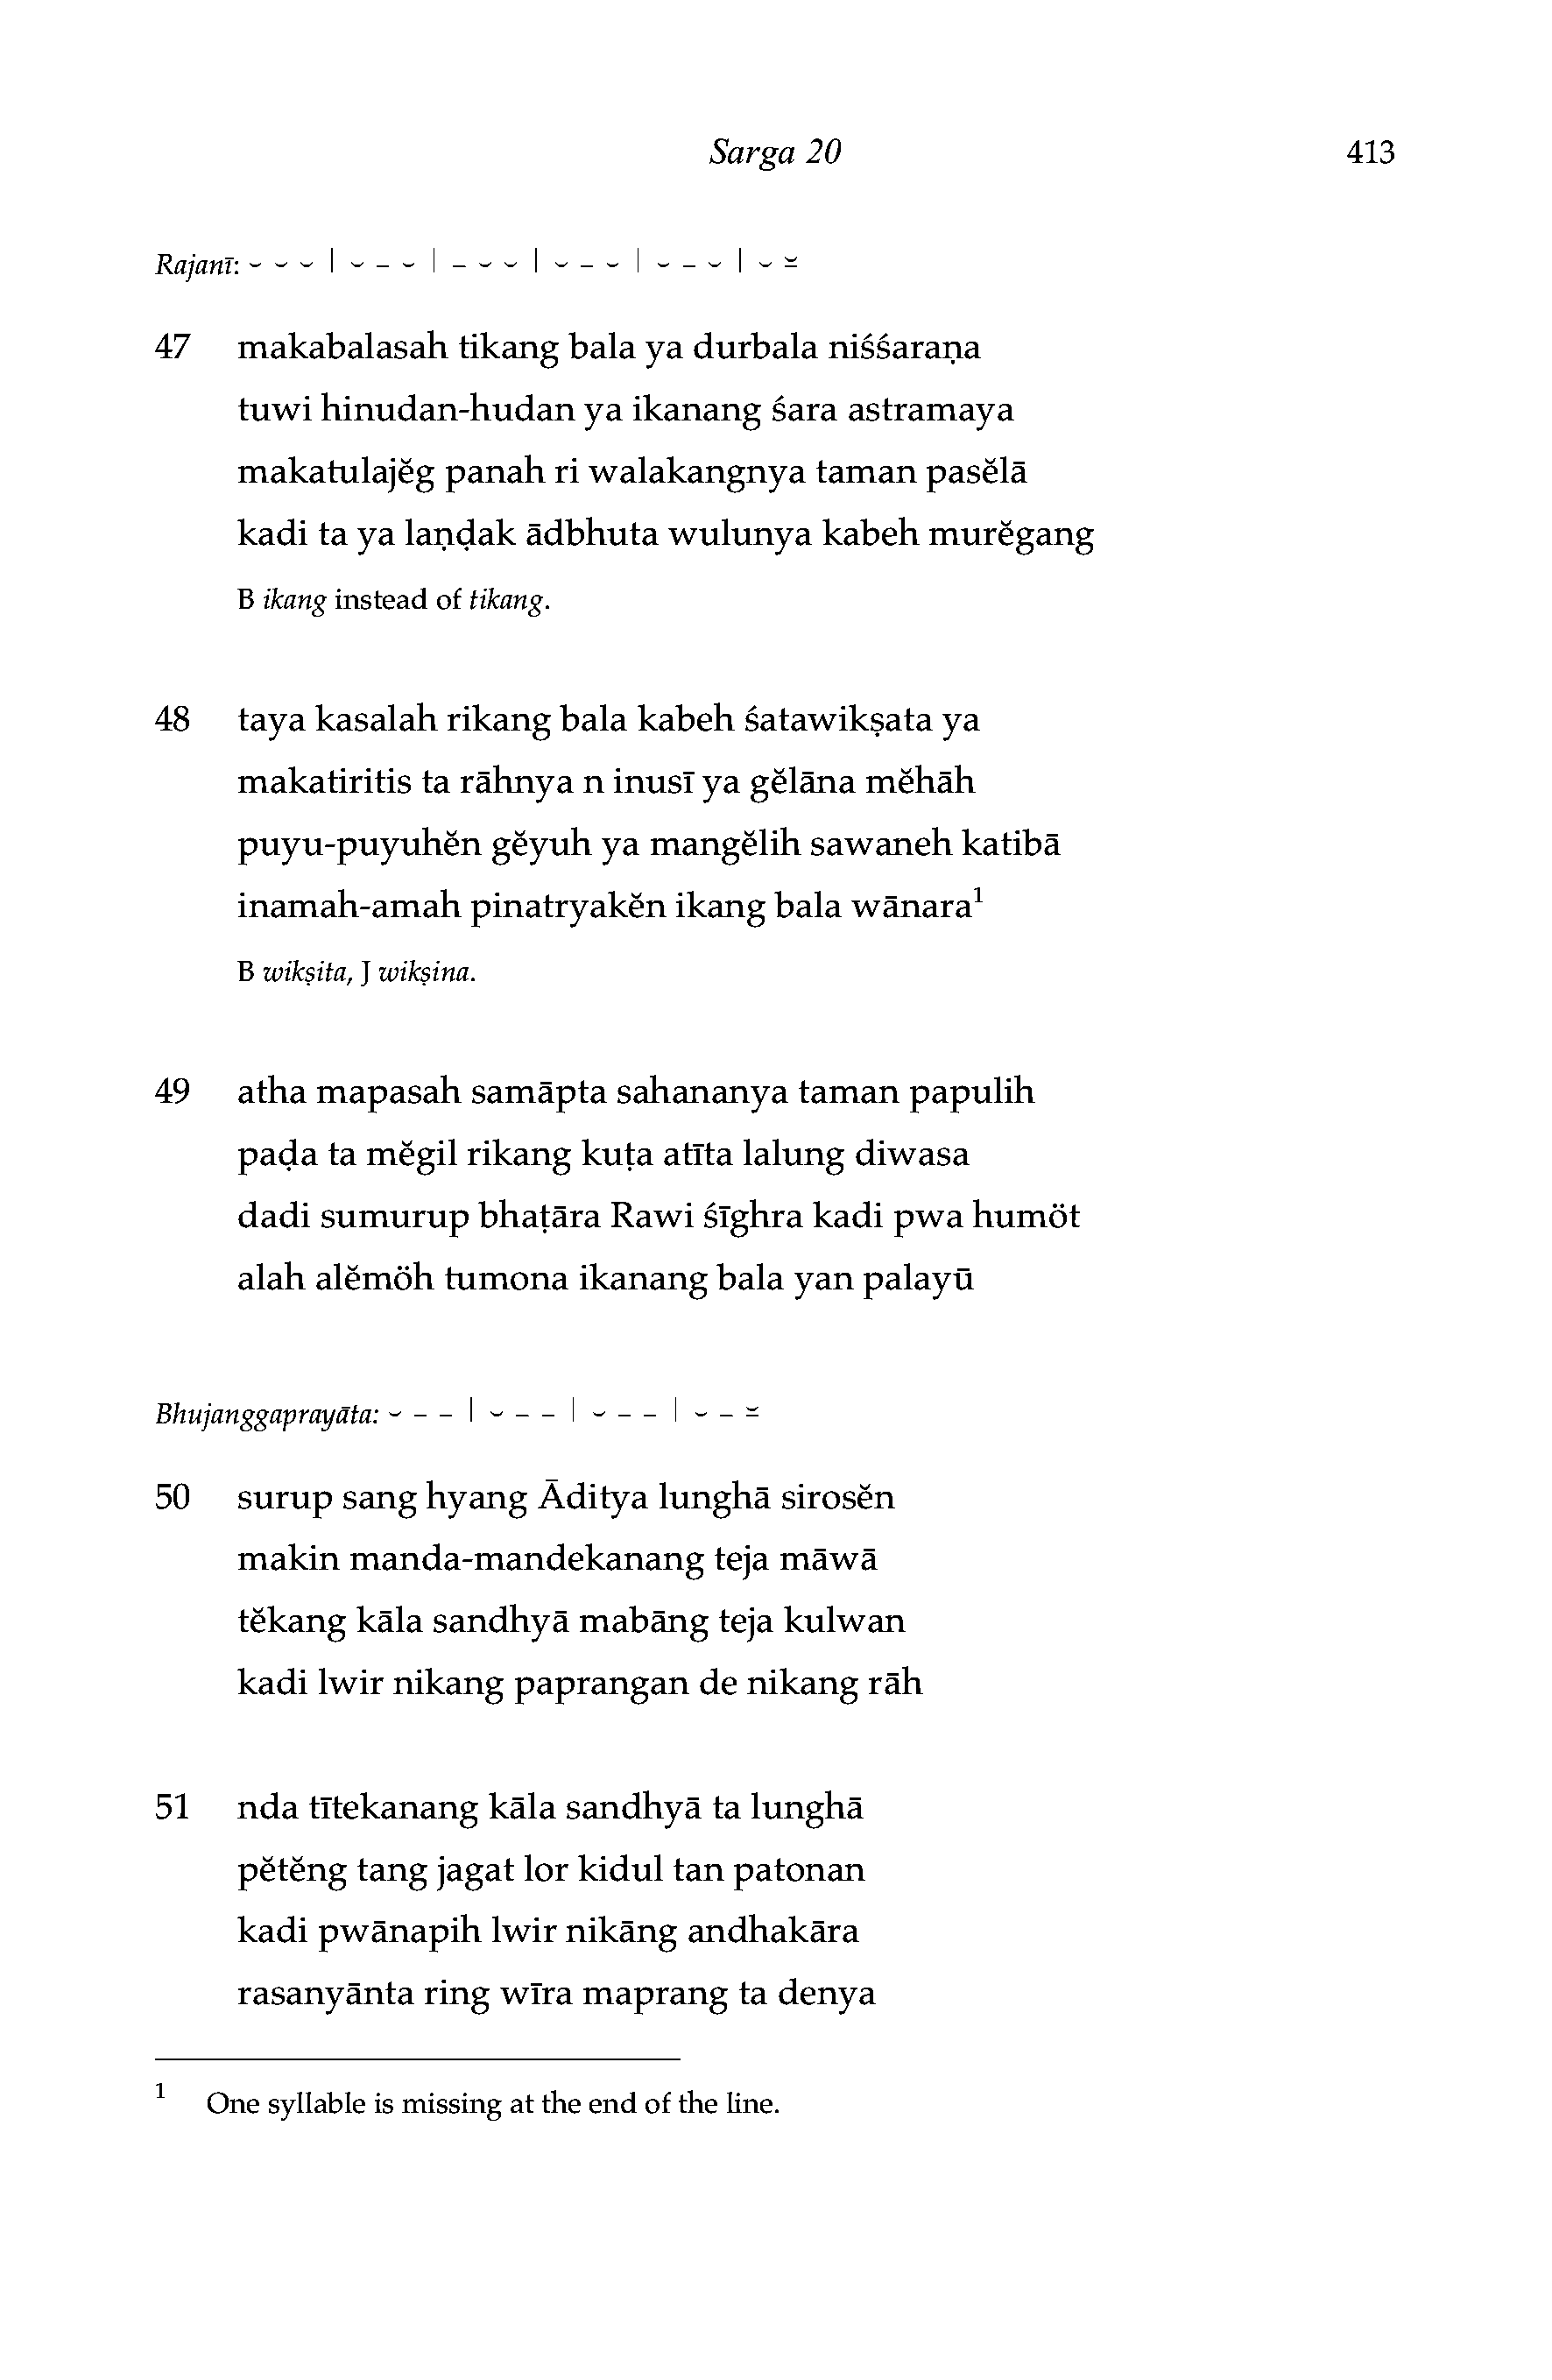 Sarga 20 413
Rajanī: ⏑ ⏑ ⏑ | ⏑ – ⏑ | – ⏑ ⏑ | ⏑ – ⏑ | ⏑ – ⏑ | ⏑ ⏓
47 makabalasah tikang bala ya durbala niśśaraṇa
tuwi hinudan-hudan ya ikanang śara astramaya
makatulajĕg panah ri walakangnya taman pasĕlā
kadi ta ya laṇḍak ādbhuta wulunya kabeh murĕgang
B ikang instead of tikang.
48 taya kasalah rikang bala kabeh śatawikṣata ya
makatiritis ta rāhnya n inusī ya gĕlāna mĕhāh
puyu-puyuhĕn gĕyuh ya mangĕlih sawaneh katibā
inamah-amah pinatryakĕn ikang bala wānara¹
B wikṣita, J wikṣina.
49 atha mapasah samāpta sahananya taman papulih
paḍa ta mĕgil rikang kuṭa atīta lalung diwasa
dadi sumurup bhaṭāra Rawi śīghra kadi pwa humöt
alah alĕmöh tumona ikanang bala yan palayū
Bhujanggaprayāta: ⏑ – – | ⏑ – – | ⏑ – – | ⏑ – ⏓
50 surup sang hyang Āditya lunghā sirosĕn
makin manda-mandekanang teja māwā
tĕkang kāla sandhyā mabāng teja kulwan
kadi lwir nikang paprangan de nikang rāh
51 nda tītekanang kāla sandhyā ta lunghā
pĕtĕng tang jagat lor kidul tan patonan
kadi pwānapih lwir nikāng andhakāra
rasanyānta ring wīra maprang ta denya
¹ One syllable is missing at the end of the line.